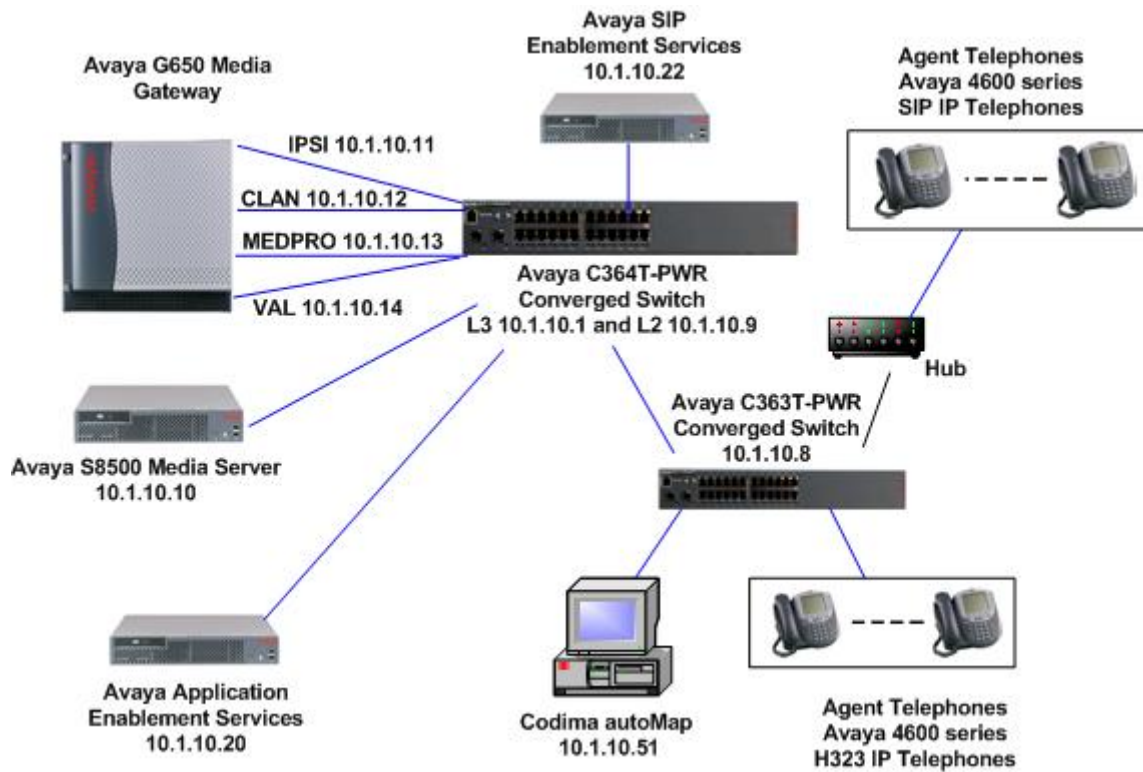 Avaya SIP
Enablement Services
10.1.10.22
Agent Telephones
Avaya 4600 series
SIP IP Telephones
Avaya G650 Media
Gateway
IPSI 10.1.10.11
CLAN 10.1.10.12
MEDPRO 10.1.10.13
VAL 10.1.10.14
Avaya C364T-PWR
Converged Switch
L3 10.1.10.1 and L2 10.1.10.9
Hub
Avaya C363T-PWR
Converged Switch
10.1.10.8
Avaya S8500 Media Server
10.1.10.10
Avaya Application
Enablement Services
10.1.10.20
Codima autoMap
10.1.10.51
Agent Telephones
Avaya 4600 series
H323 IP Telephones